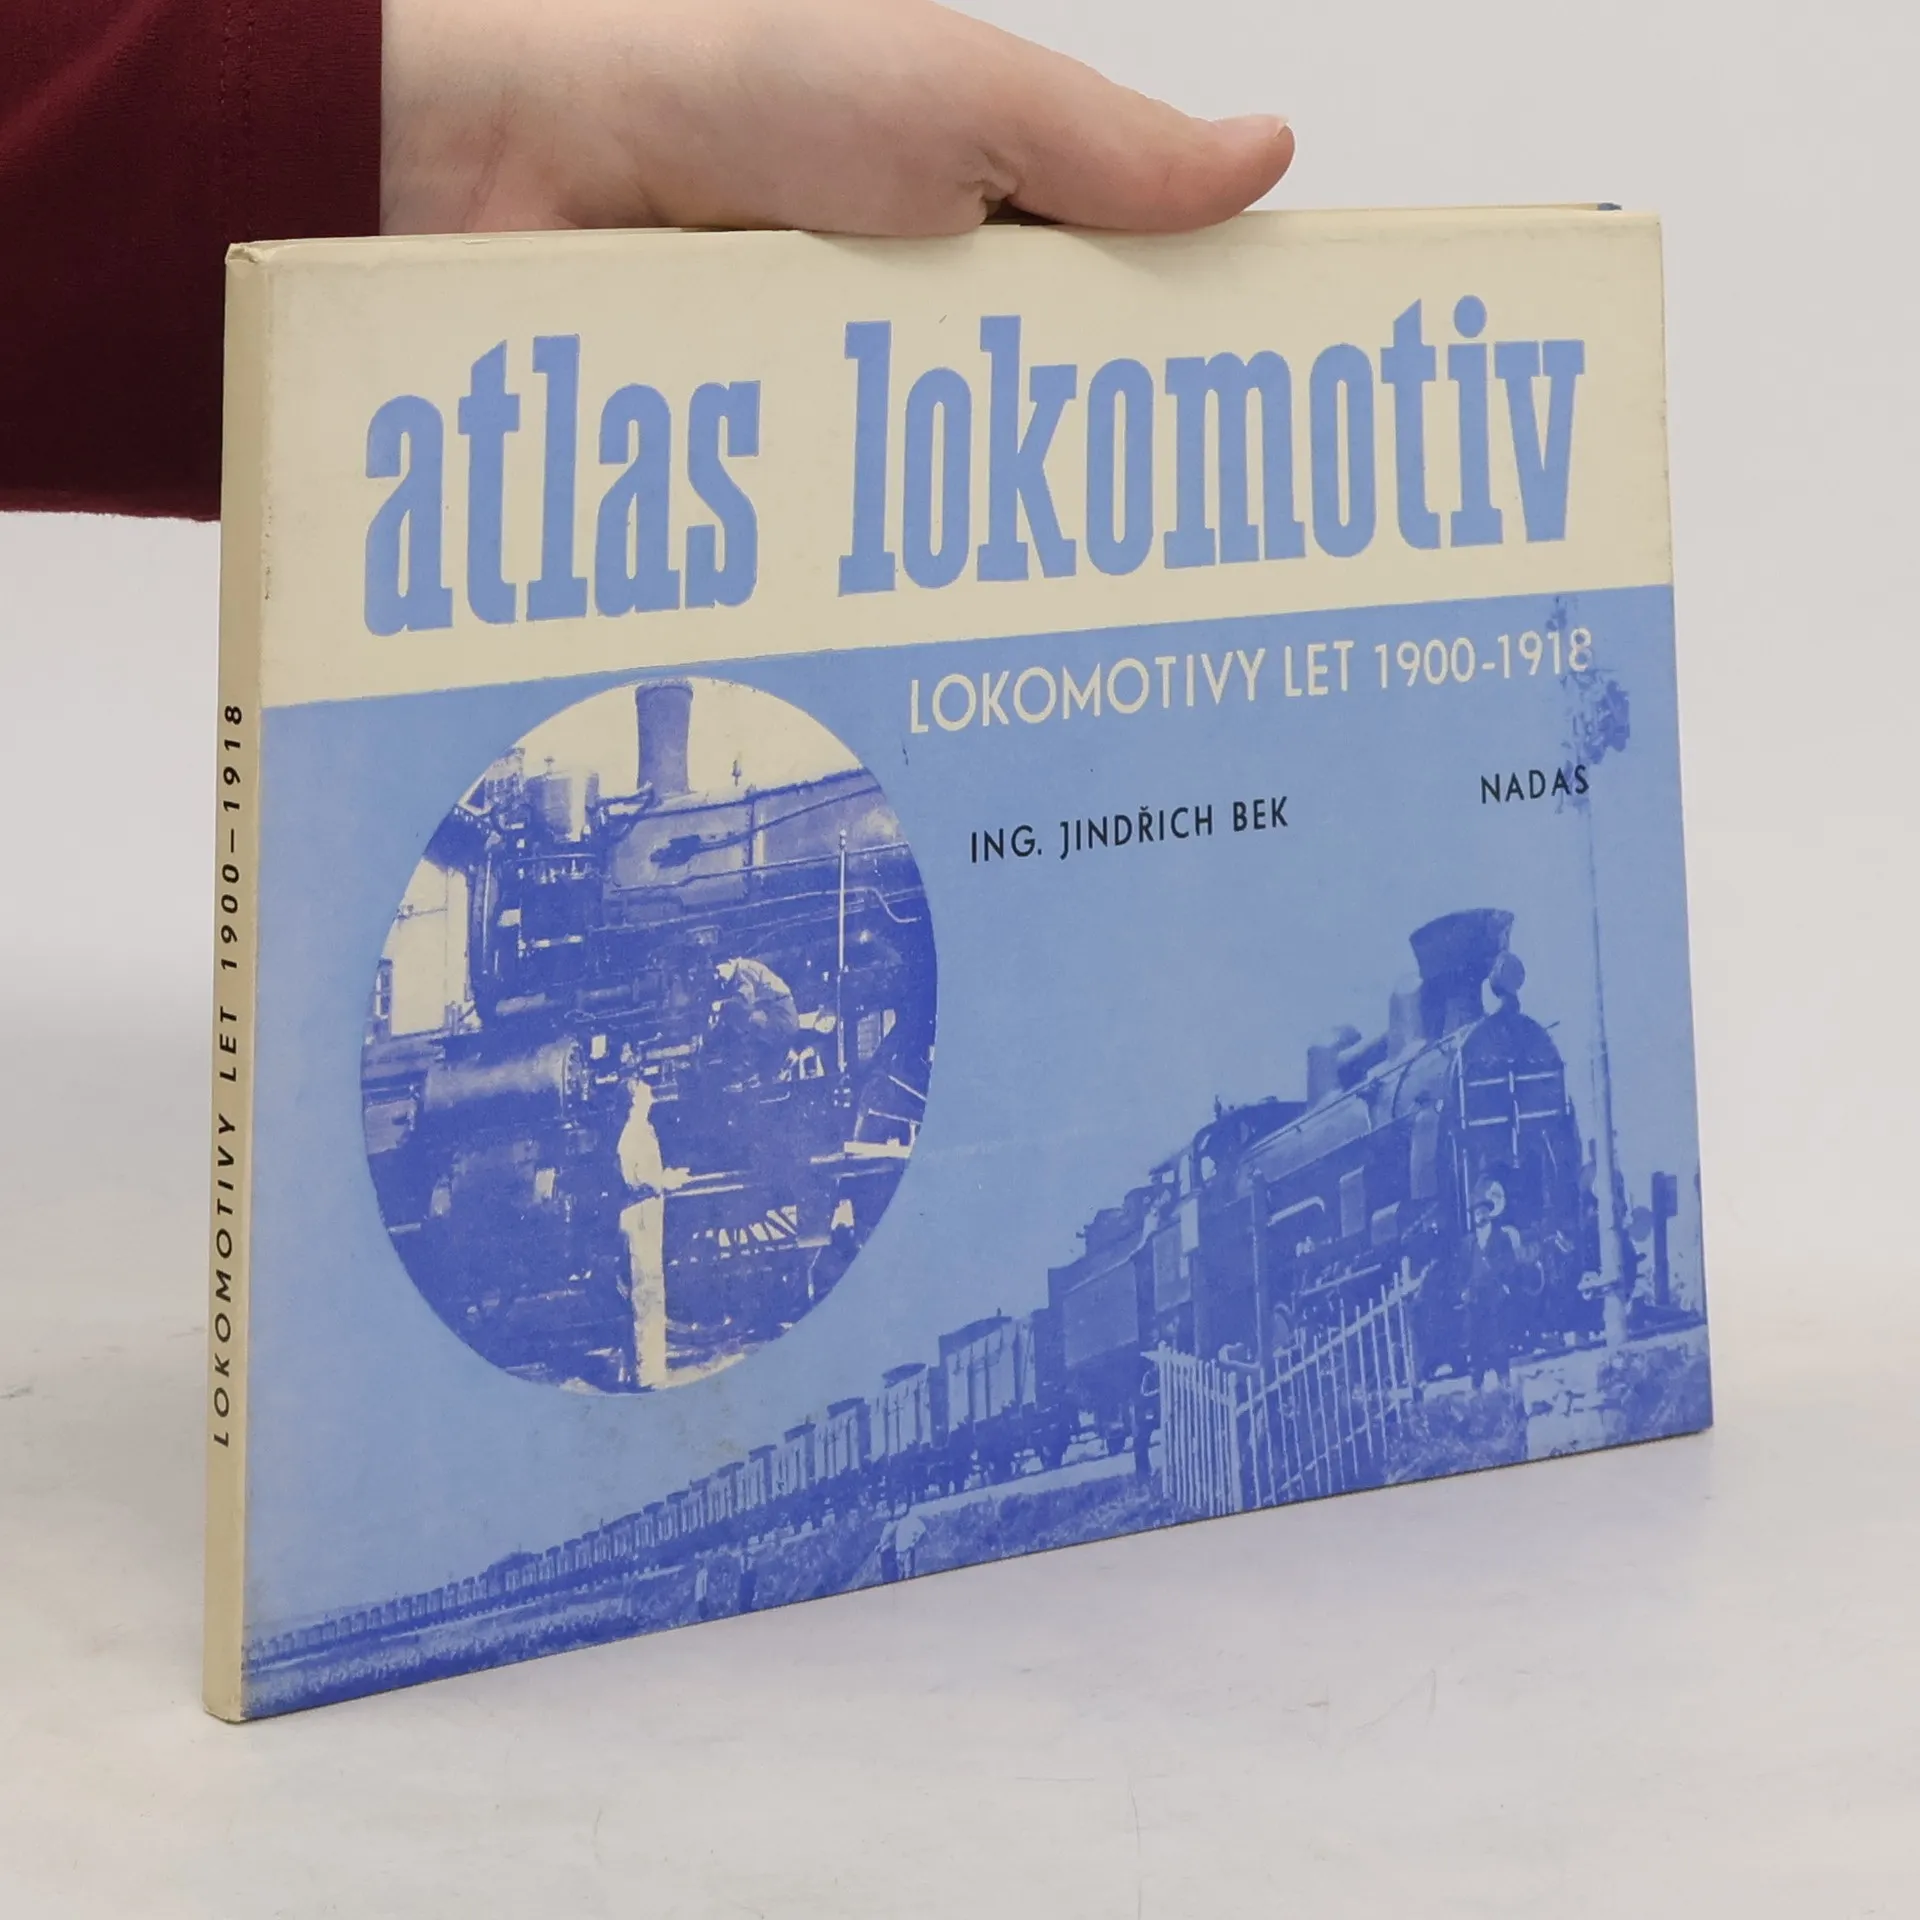 atlas lokomotiv
LOKOMOTIVY LET 1900-1918
ING. JINDŘICH BEK
NADAS
LOKOMOTIVY LET 1900—1918